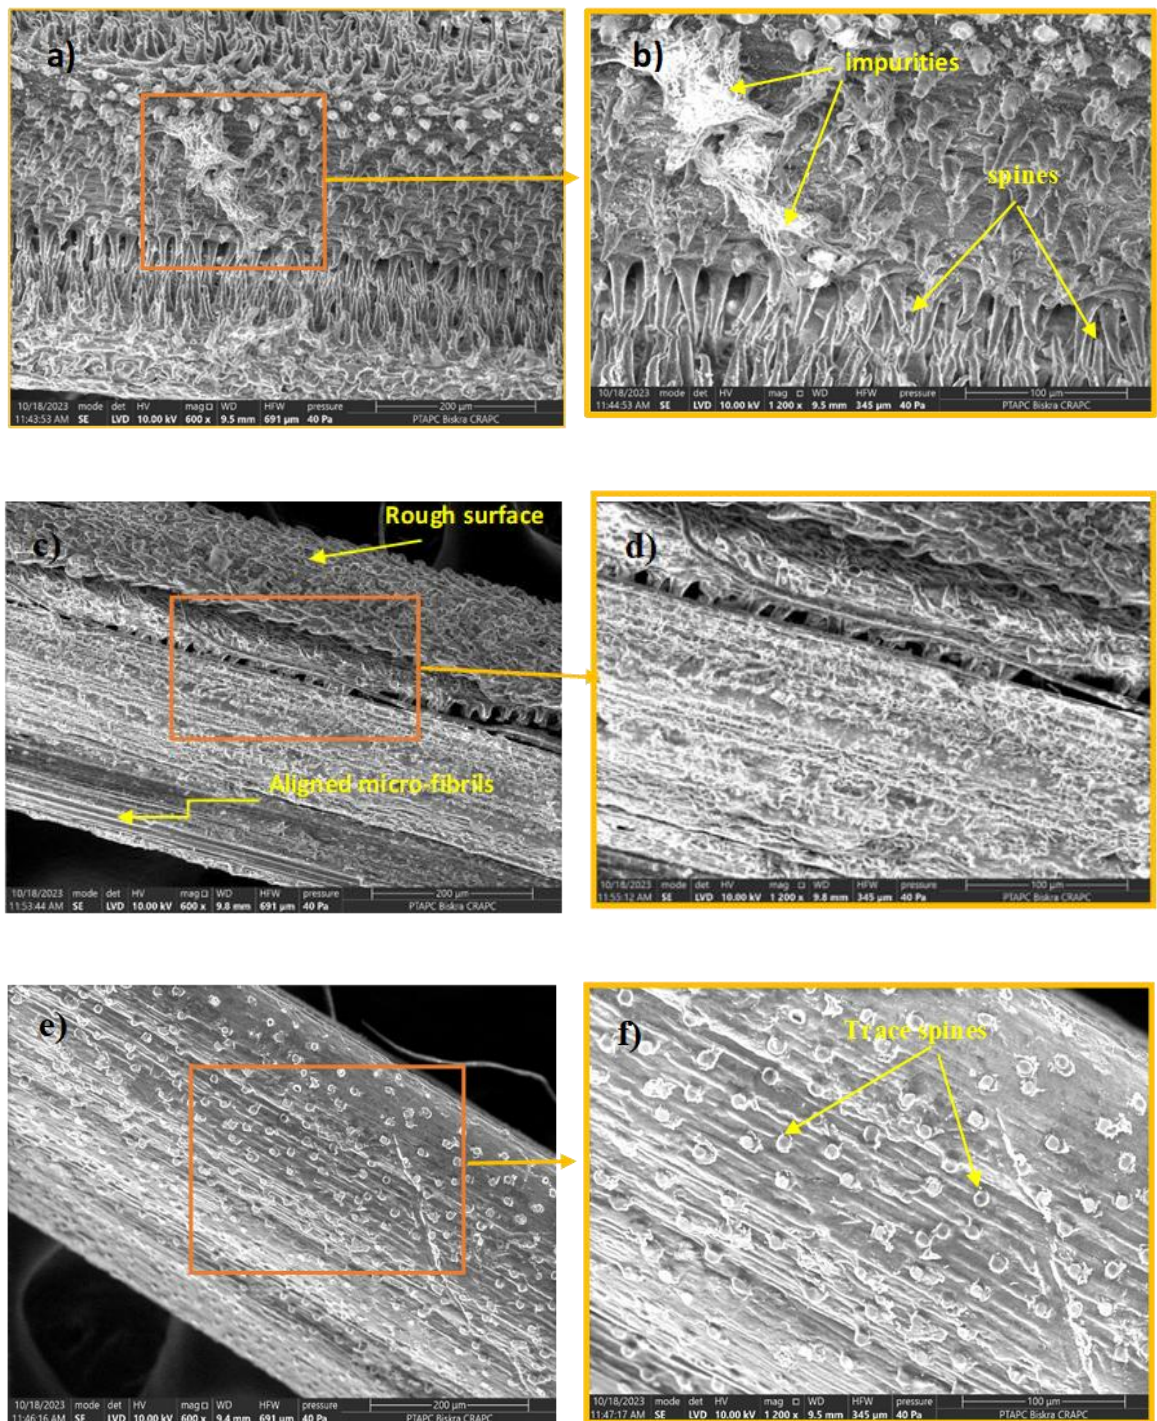 a)
10/18/2023 mode det HV mag □ WD HFW pressure 200 µm
11:43:53 AM SE LVD 10.00 kV 600 x 9.5 mm 691 µm 40 Pa PTAPC Biskra CRAPC
b)
impurities
spines
10/18/2023 mode det HV mag □ WD HFW pressure 100 µm
11:44:53 AM SE LVD 10.00 kV 1 200 x 9.5 mm 345 µm 40 Pa PTAPC Biskra CRAPC
Rough surface
c)
Aligned micro-fibrils
10/18/2023 mode det HV mag □ WD HFW pressure 200 µm
11:53:44 AM SE LVD 10.00 kV 600 x 9.8 mm 691 µm 40 Pa PTAPC Biskra CRAPC
d)
10/18/2023 mode det HV mag □ WD HFW pressure 100 µm
11:55:12 AM SE LVD 10.00 kV 1 200 x 9.8 mm 345 µm 40 Pa PTAPC Biskra CRAPC
e)
10/18/2023 mode det HV mag □ WD HFW pressure 200 µm
11:46:16 AM SE LVD 10.00 kV 600 x 9.4 mm 691 µm 40 Pa PTAPC Biskra CRAPC
f)
Trace spines
10/18/2023 mode det HV mag □ WD HFW pressure 100 µm
11:47:17 AM SE LVD 10.00 kV 1 200 x 9.5 mm 345 µm 40 Pa PTAPC Biskra CRAPC